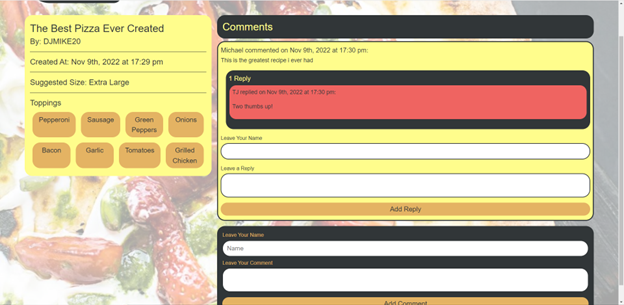 The Best Pizza Ever Created
By: DJMIKE20
Created At: Nov 9th, 2022 at 17:29 pm
Suggested Size: Extra Large
Toppings
Pepperoni
Sausage
Green
Peppers
Onions
Bacon
Garlic
Tomatoes
Grilled
Chicken
Comments
Michael commented on Nov 9th, 2022 at 17:30 pm:
This is the greatest recipe i ever had
1 Reply
TJ replied on Nov 9th, 2022 at 17:30 pm:
Two thumbs up!
Leave Your Name
Leave a Reply
Add Reply
Leave Your Name
Name
Leave Your Comment
Add Comment